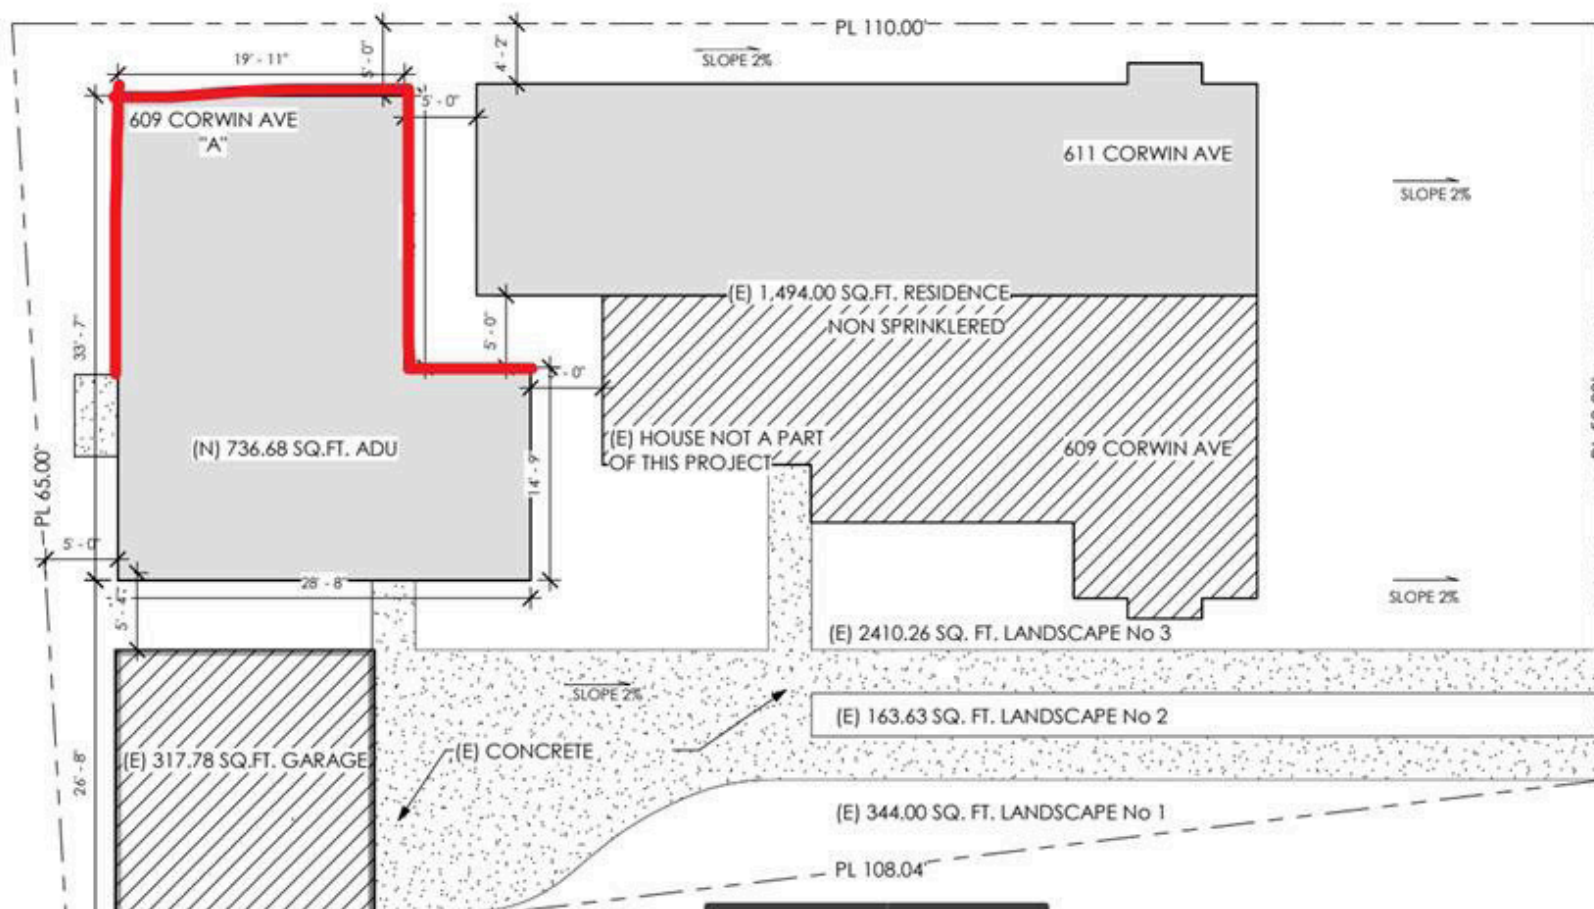 PL 110.00'
19' - 11"
5' - 0"
4' - 2"
SLOPE 2%
5' - 0"
609 CORWIN AVE
"A"
611 CORWIN AVE
SLOPE 2%
(E) 1,494.00 SQ.FT. RESIDENCE
NON SPRINKLERED
33' - 7"
5' - 0"
' - 0"
(N) 736.68 SQ.FT. ADU
(E) HOUSE NOT A PART
OF THIS PROJECT
609 CORWIN AVE
14' - 9"
PL 65.00'
5' - 0"
28' - 8"
5' - 4"
SLOPE 2%
(E) 2410.26 SQ. FT. LANDSCAPE No 3
SLOPE 2%
(E) 163.63 SQ. FT. LANDSCAPE No 2
(E) CONCRETE
(E) 317.78 SQ.FT. GARAGE
26' - 8"
(E) 344.00 SQ. FT. LANDSCAPE No 1
PL 108.04'